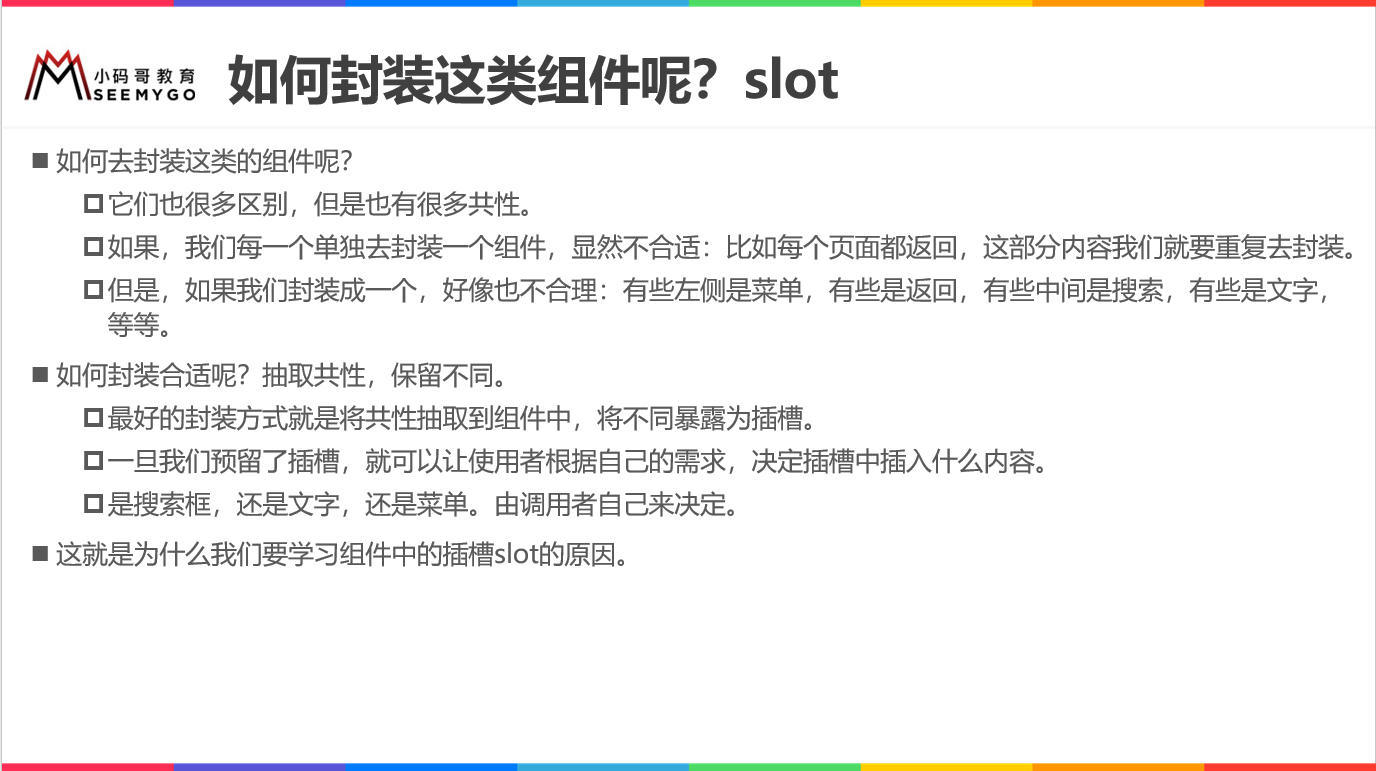 小码哥教育
SEEMYGO
如何封装这类组件呢？slot
如何去封装这类的组件呢？
它们也很多区别，但是也有很多共性。
如果，我们每一个单独去封装一个组件，显然不合适：比如每个页面都返回，这部分内容我们就要重复去封装。
但是，如果我们封装成一个，好像也不合理：有些左侧是菜单，有些是返回，有些中间是搜索，有些是文字，
等等。
如何封装合适呢？抽取共性，保留不同。
最好的封装方式就是将共性抽取到组件中，将不同暴露为插槽。
一旦我们预留了插槽，就可以让使用者根据自己的需求，决定插槽中插入什么内容。
是搜索框，还是文字，还是菜单。由调用者自己来决定。
这就是为什么我们要学习组件中的插槽slot的原因。